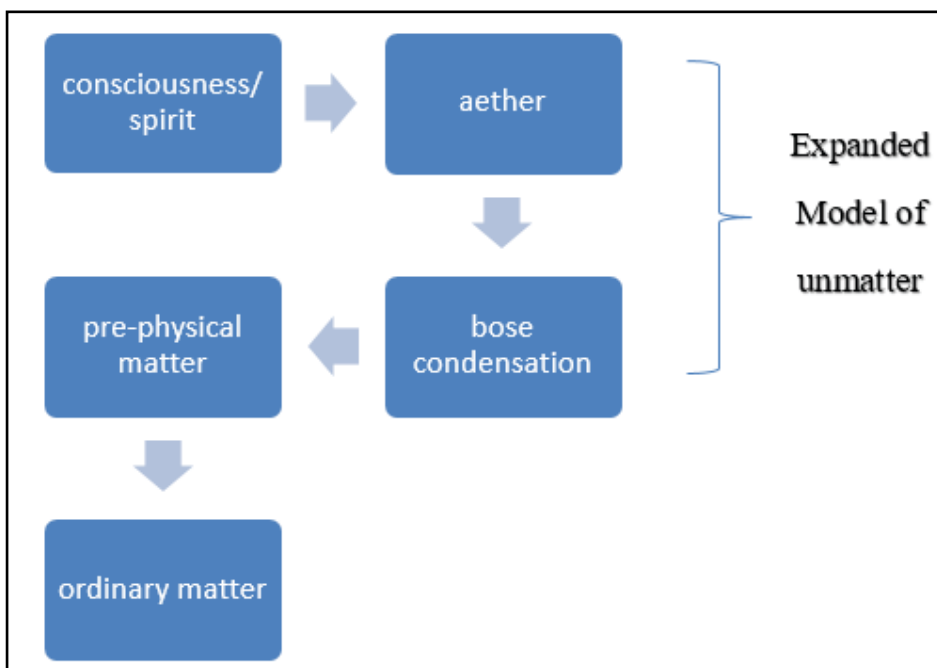 consciousness/
spirit
aether
bose
condensation
pre-physical
matter
ordinary matter
Expanded
Model of
unmatter